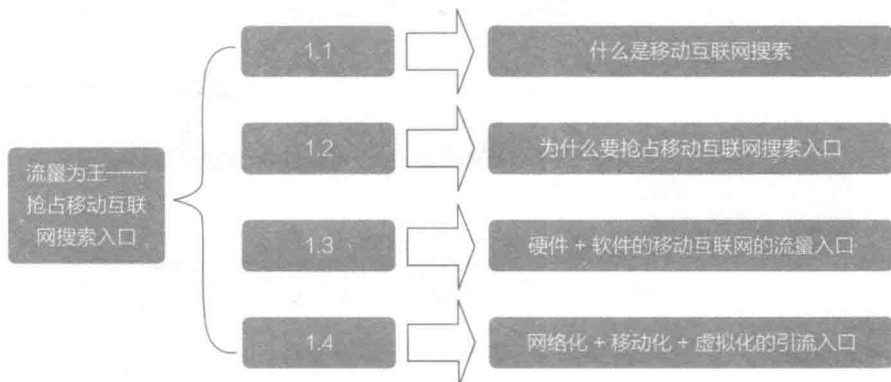 流量为王——
抢占移动互联
网搜索入口
1.1
什么是移动互联网搜索
1.2
为什么要抢占移动互联网搜索入口
1.3
硬件 + 软件的移动互联网的流量入口
1.4
网络化 + 移动化 + 虚拟化的引流入口